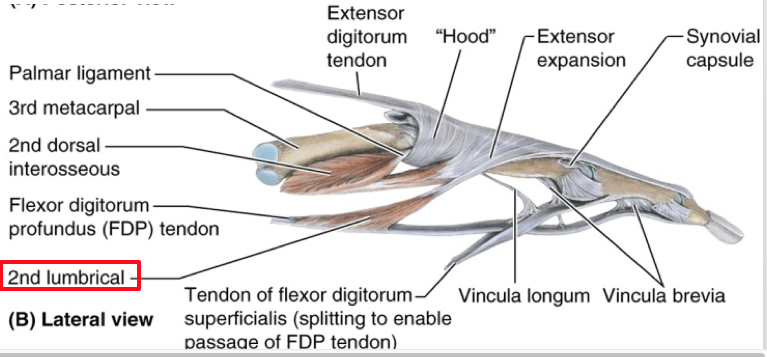 Extensor
digitorum
tendon
“Hood”
Extensor
expansion
Synovial
capsule
Palmar ligament
3rd metacarpal
2nd dorsal
interosseous
Flexor digitorum
profundus (FDP) tendon
2nd lumbrical
(B) Lateral view
Tendon of flexor digitorum
superficialis (splitting to enable
passage of FDP tendon)
Vincula longum
Vincula brevia